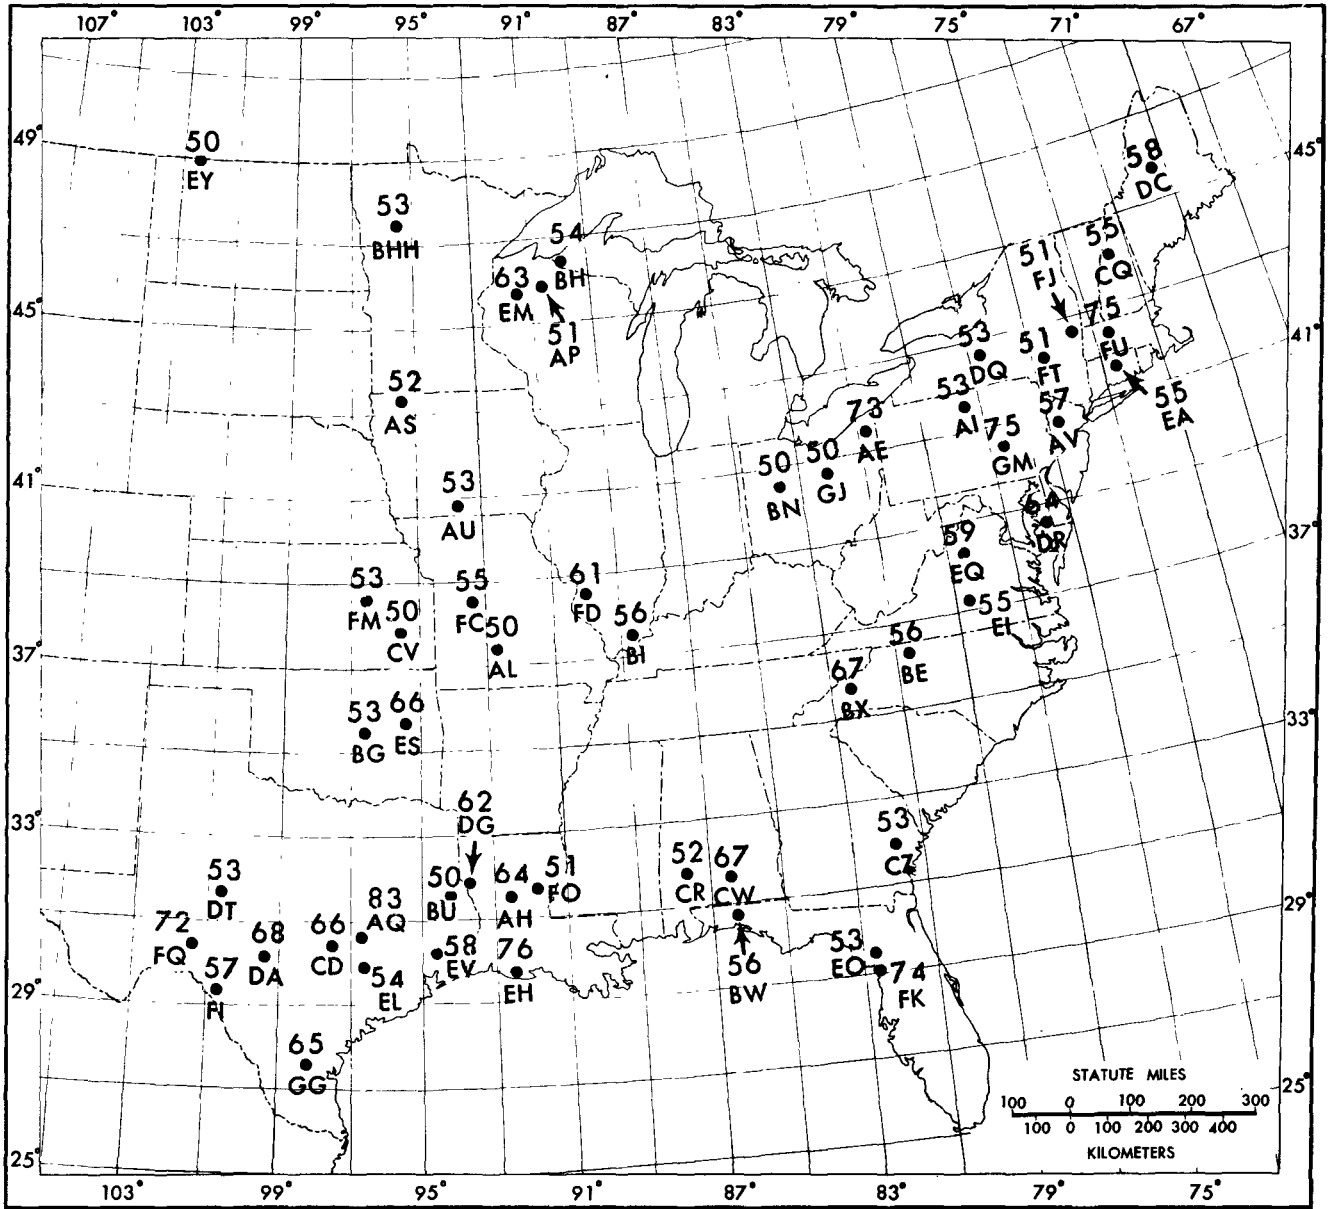 107° 103° 99° 95° 91° 87° 83° 79° 75° 71° 67°
49°
45°
41°
37°
33°
29°
25°
45°
41°
37°
33°
29°
25°
50
EY
53
BHH
54
BH
63
EM
51
AP
58
DC
55
CQ
51
FJ
75
FU
55
EA
53
DQ
51
FT
53
AI
57
AV
75
GM
73
AE
50
GJ
50
BN
64
DR
59
EQ
55
EI
52
AS
53
AU
53
FM
50
CV
55
FC
50
AL
61
FD
56
BI
56
BE
67
BX
53
BG
66
ES
62
DG
53
DT
50
BU
64
AH
51
FO
52
CR
67
CW
53
CZ
83
AQ
72
FQ
68
DA
66
CD
57
FI
54
EL
58
EV
76
EH
56
BW
53
EO
74
FK
65
GG
STATUTE MILES
100 0 100 200 300
100 0 100 200 300 400
KILOMETERS
103° 99° 95° 91° 87° 83° 79° 75°